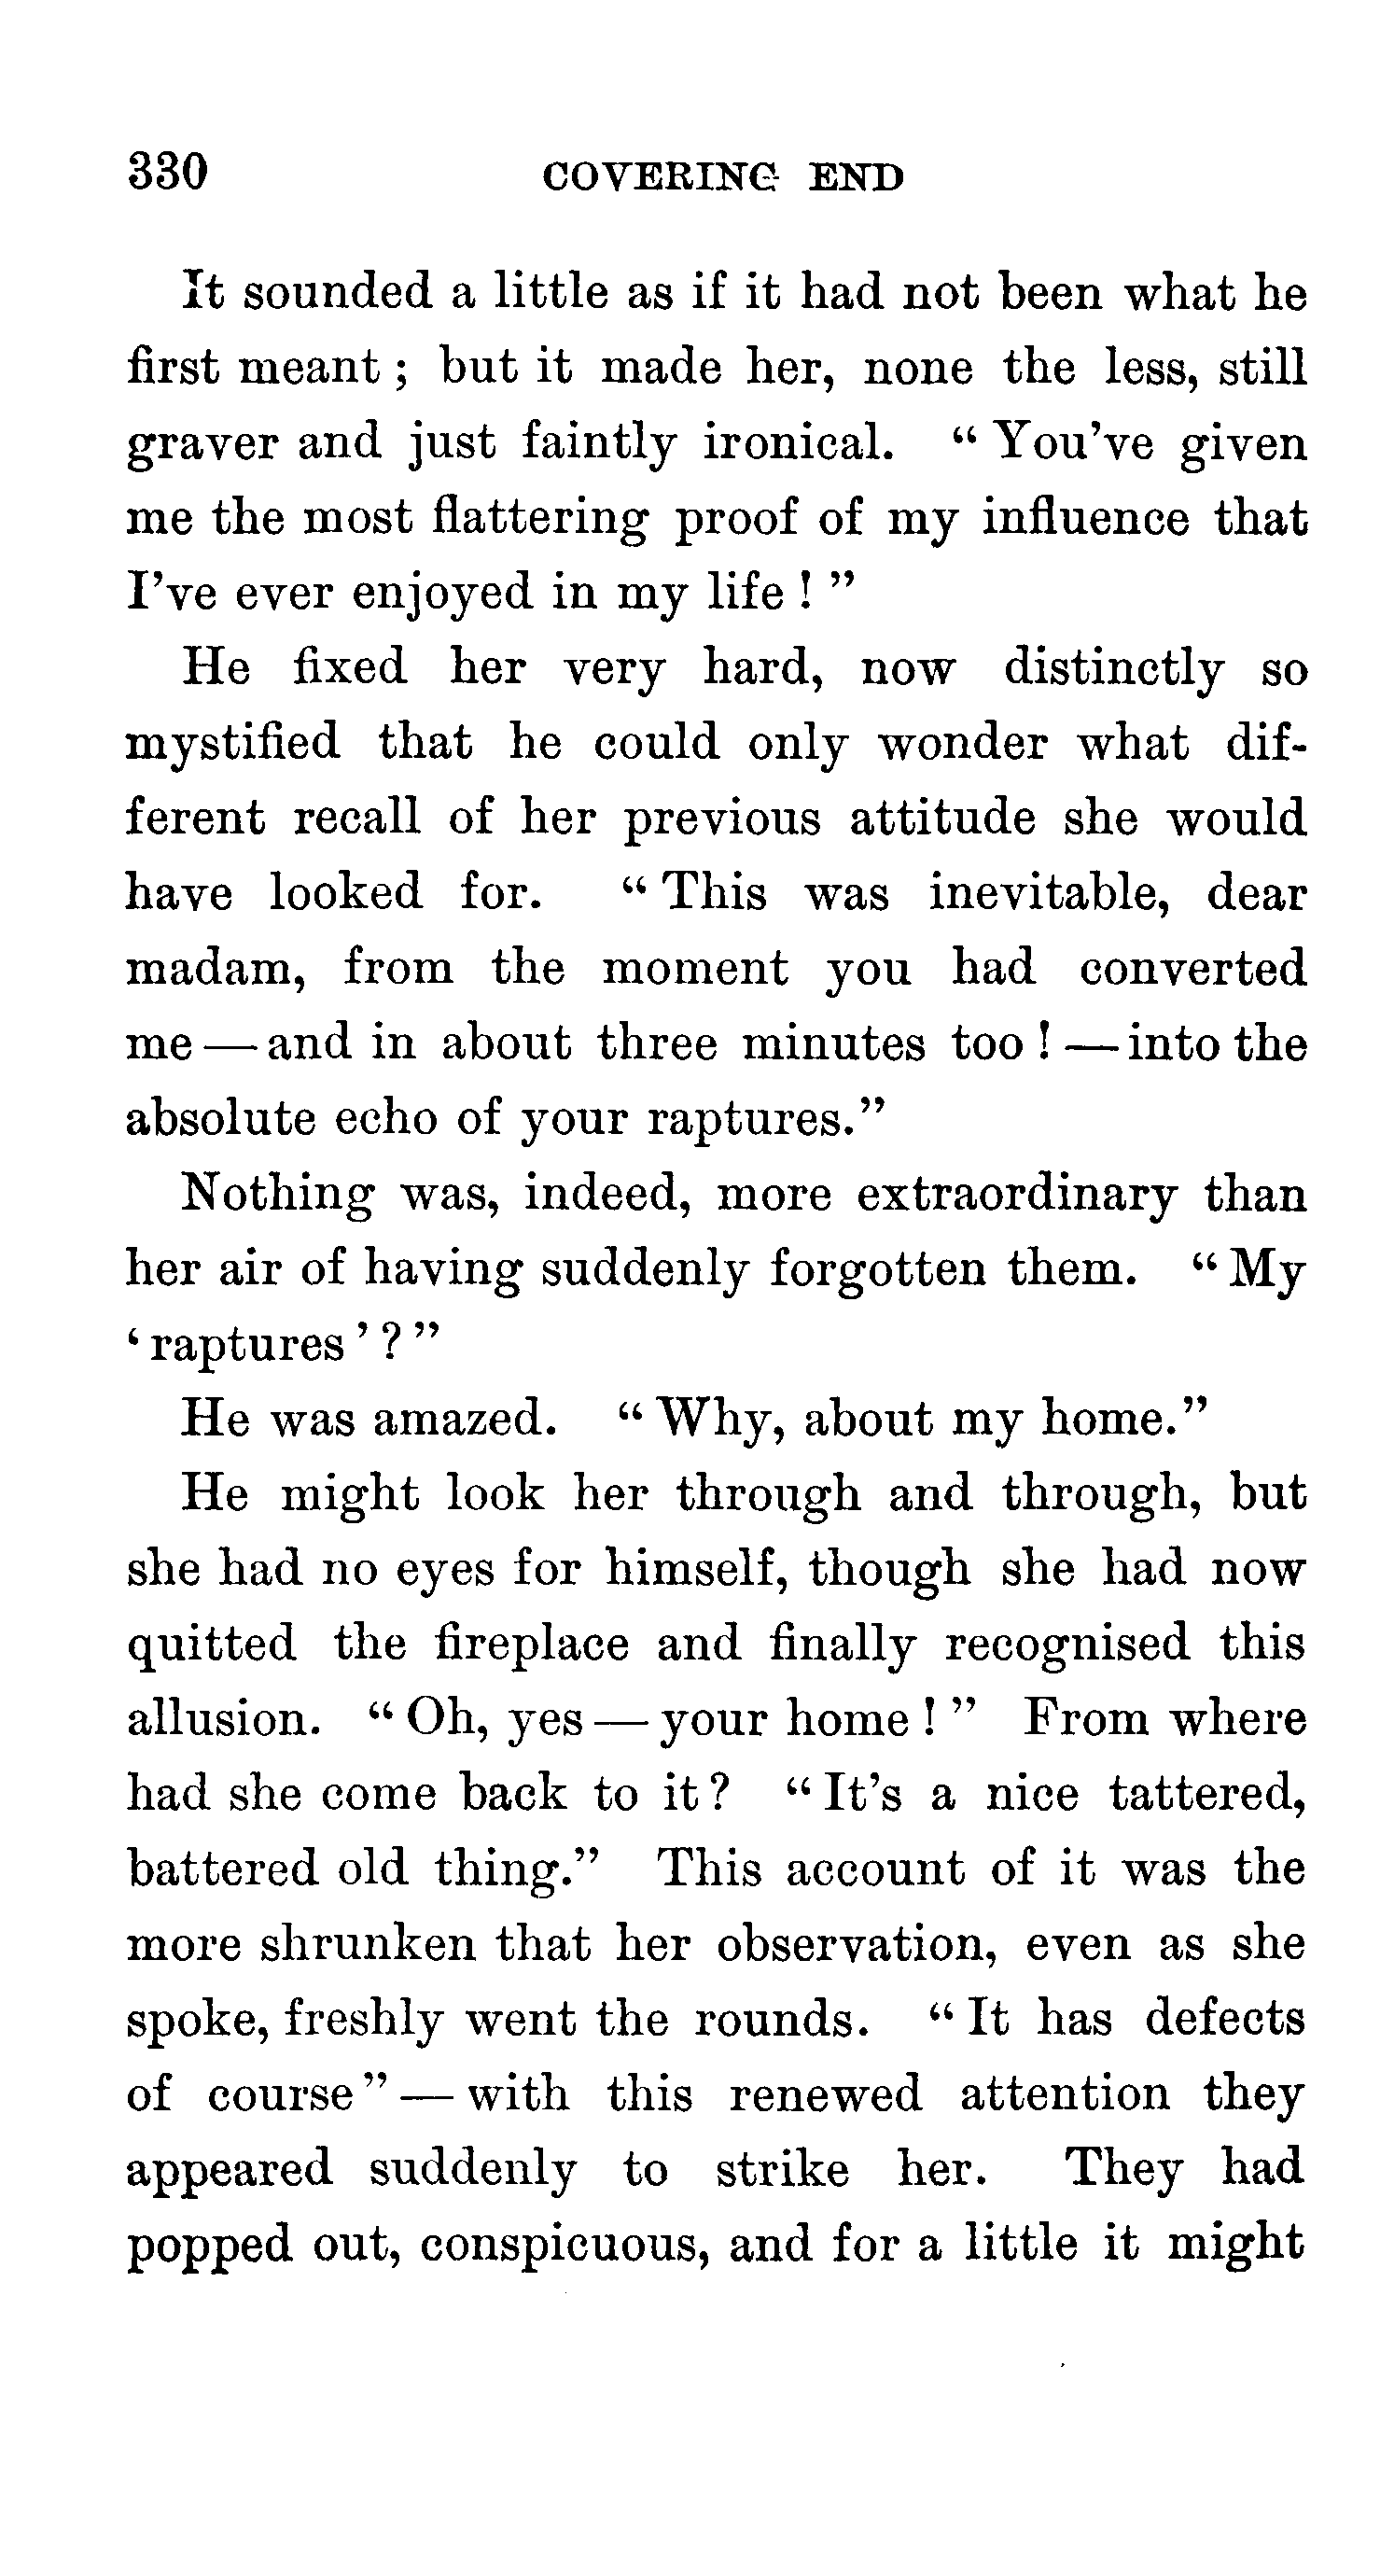 330 COVERING END
It sounded a little as if it had not been what he
first meant ; but it made her, none the less, still
graver and just faintly ironical. “ You’ve given
me the most flattering proof of my influence that
I’ve ever enjoyed in my life ! ”
He fixed her very hard, now distinctly so
mystified that he could only wonder what dif-
ferent recall of her previous attitude she would
have looked for. “ This was inevitable, dear
madam, from the moment you had converted
me — and in about three minutes too ! — into the
absolute echo of your raptures.”
Nothing was, indeed, more extraordinary than
her air of having suddenly forgotten them. “ My
‘ raptures ’ ? ”
He was amazed. “ Why, about my home.”
He might look her through and through, but
she had no eyes for himself, though she had now
quitted the fireplace and finally recognised this
allusion. “ Oh, yes — your home ! ” From where
had she come back to it ? “ It’s a nice tattered,
battered old thing.” This account of it was the
more shrunken that her observation, even as she
spoke, freshly went the rounds. “ It has defects
of course ” — with this renewed attention they
appeared suddenly to strike her. They had
popped out, conspicuous, and for a little it might